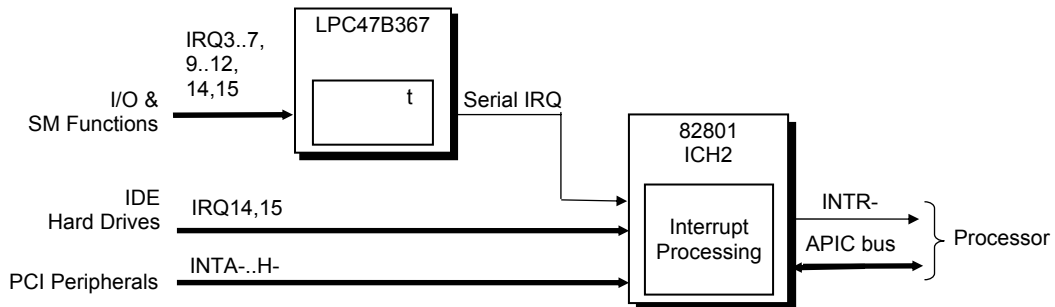 LPC47B367
IRQ3..7,
9..12,
14,15
t
I/O &
SM Functions
Serial IRQ
82801
ICH2
IDE
Hard Drives
IRQ14,15
Interrupt
Processing
INTR-
APIC bus
Processor
PCI Peripherals
INTA-..H-